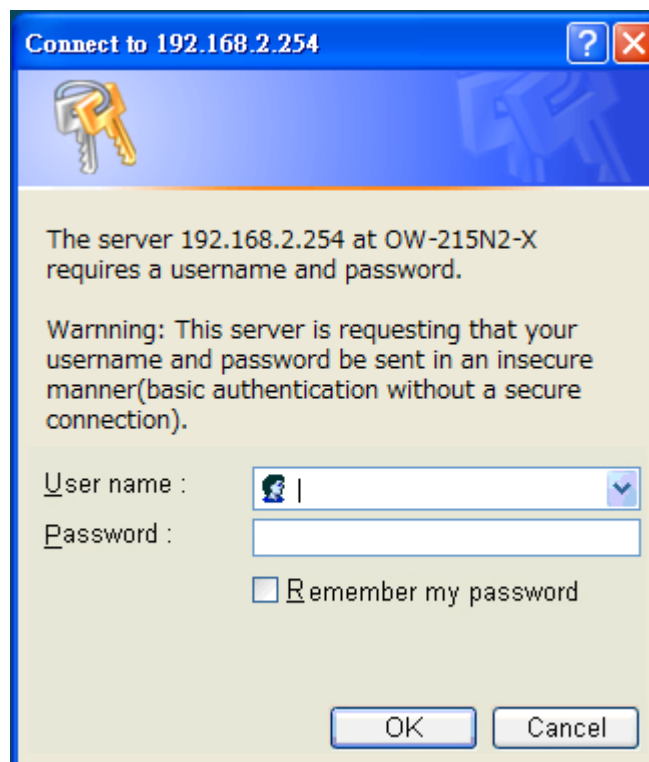 Connect to 192.168.2.254
The server 192.168.2.254 at OW-215N2-X
requires a username and password.
Warnning: This server is requesting that your
username and password be sent in an insecure
manner(basic authentication without a secure
connection).
User name :
Password :
Remember my password
OK
Cancel